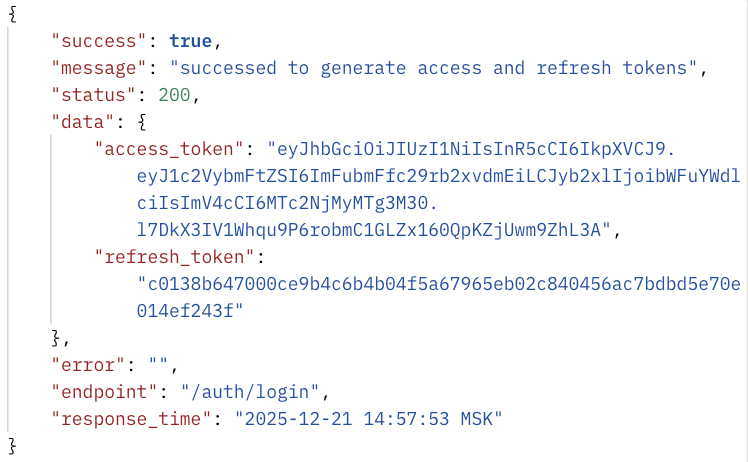 {
"success": true,
"message": "successed to generate access and refresh tokens",
"status": 200,
"data": {
"access_token": "eyJhbGciOiJIUzI1NiIsInR5cCI6IkpXVCJ9.
eyJ1c2VybmFtZSI6ImFubmFfc29rb2xvdmEiLCJyb2xlIjoibWFuYWdl
ciIsImV4cCI6MTc2NjMyMTg3M30.
l7DkX3IV1Whqu9P6robmC1GLZx160QpKZjUwm9ZhL3A",
"refresh_token":
"c0138b647000ce9b4c6b4b04f5a67965eb02c840456ac7bdbd5e70e
014ef243f"
},
"error": "",
"endpoint": "/auth/login",
"response_time": "2025-12-21 14:57:53 MSK"
}